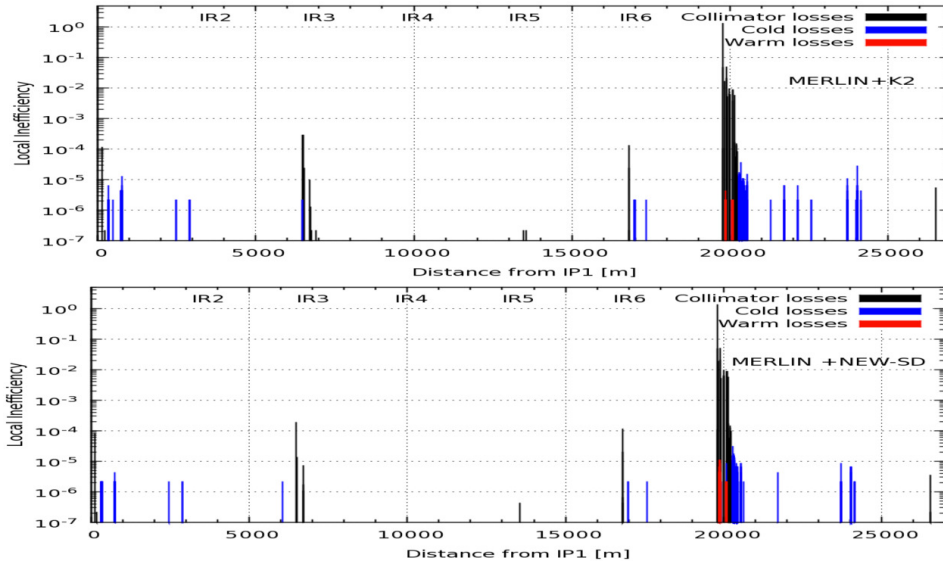 IR2 IR3 IR4 IR5 IR6
Collimator losses
Cold losses
Warm losses
MERLIN+K2
Local Inefficiency
10^0
10^-1
10^-2
10^-3
10^-4
10^-5
10^-6
10^-7
0 5000 10000 15000 20000 25000
Distance from IP1 [m]
IR2 IR3 IR4 IR5 IR6
Collimator losses
Cold losses
Warm losses
MERLIN +NEW-SD
Local Inefficiency
10^0
10^-1
10^-2
10^-3
10^-4
10^-5
10^-6
10^-7
0 5000 10000 15000 20000 25000
Distance from IP1 [m]